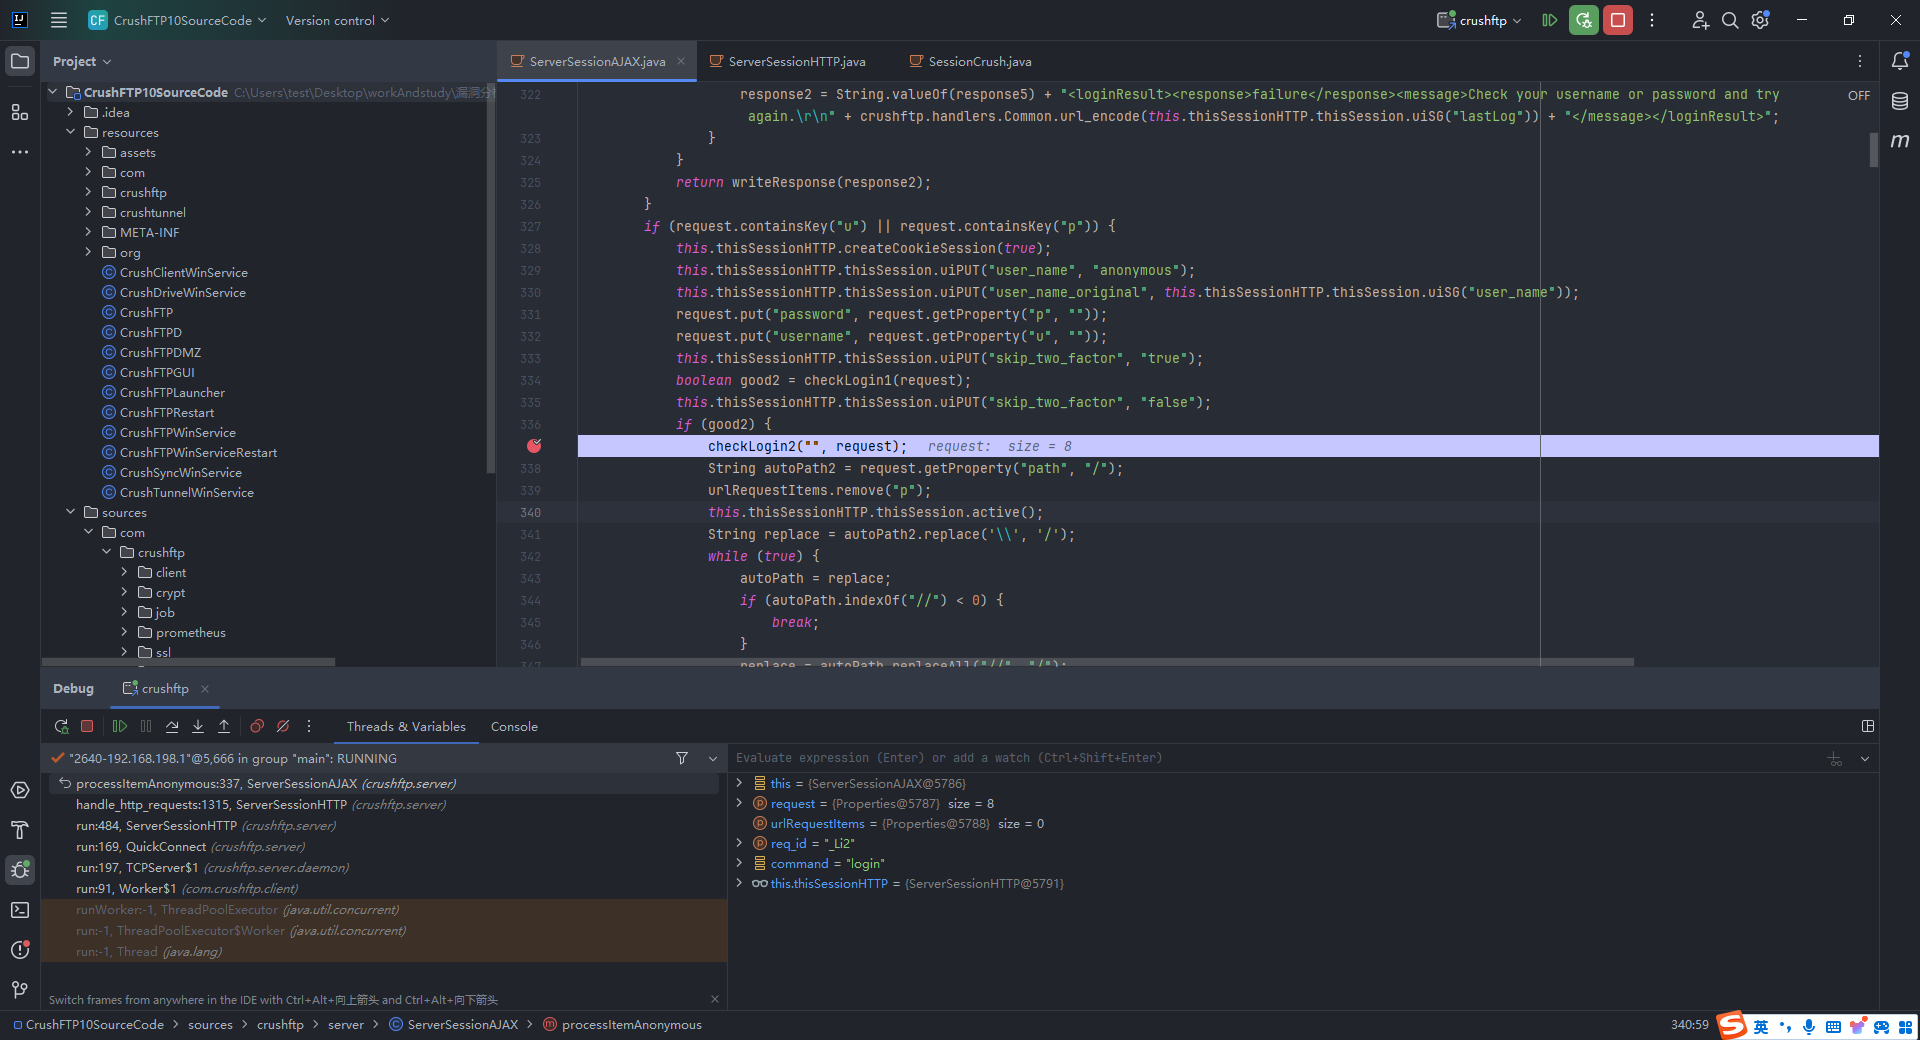 CF CrushFTP10SourceCode Version control crushftp
Project
CrushFTP10SourceCode C:\Users\test\Desktop\workAndstudy\漏洞分析
.idea
resources
assets
com
crushftp
crushtunnel
META-INF
org
CrushClientWinService
CrushDriveWinService
CrushFTP
CrushFTPD
CrushFTPDMZ
CrushFTPGUI
CrushFTPLauncher
CrushFTPRestart
CrushFTPWinService
CrushFTPWinServiceRestart
CrushSyncWinService
CrushTunnelWinService
sources
com
crushftp
client
crypt
job
prometheus
ssl
ServerSessionAJAX.java ServerSessionHTTP.java SessionCrush.java
OFF
322 response2 = String.valueOf(response5) + "<loginResult><response>failure</response><message>Check your username or password and try
again.\r\n" + crushftp.handlers.Common.url_encode(this.thisSessionHTTP.thisSession.uiSG("lastLog")) + "</message></loginResult>";
323 }
324 }
325 return writeResponse(response2);
326 }
327 if (request.containsKey("u") || request.containsKey("p")) {
328 this.thisSessionHTTP.createCookieSession(true);
329 this.thisSessionHTTP.thisSession.uiPUT("user_name", "anonymous");
330 this.thisSessionHTTP.thisSession.uiPUT("user_name_original", this.thisSessionHTTP.thisSession.uiSG("user_name"));
331 request.put("password", request.getProperty("p", ""));
332 request.put("username", request.getProperty("u", ""));
333 this.thisSessionHTTP.thisSession.uiPUT("skip_two_factor", "true");
334 boolean good2 = checkLogin1(request);
335 this.thisSessionHTTP.thisSession.uiPUT("skip_two_factor", "false");
336 if (good2) {
checkLogin2("", request); request: size = 8
338 String autoPath2 = request.getProperty("path", "/");
339 urlRequestItems.remove("p");
340 this.thisSessionHTTP.thisSession.active();
341 String replace = autoPath2.replace('\\', '/');
342 while (true) {
343 autoPath = replace;
344 if (autoPath.indexOf("//") < 0) {
345 break;
346 }
347 replace = autoPath.replaceAll("//", "/");
Debug crushftp
Threads & Variables Console
"2640-192.168.198.1"@5,666 in group "main": RUNNING
processItemAnonymous:337, ServerSessionAJAX (crushftp.server)
handle_http_requests:1315, ServerSessionHTTP (crushftp.server)
run:484, ServerSessionHTTP (crushftp.server)
run:169, QuickConnect (crushftp.server)
run:197, TCPServer$1 (crushftp.server.daemon)
run:91, Worker$1 (com.crushftp.client)
runWorker:-1, ThreadPoolExecutor (java.util.concurrent)
run:-1, ThreadPoolExecutor$Worker (java.util.concurrent)
run:-1, Thread (java.lang)
Switch frames from anywhere in the IDE with Ctrl+Alt+向上箭头 and Ctrl+Alt+向下箭头
Evaluate expression (Enter) or add a watch (Ctrl+Shift+Enter)
this = {ServerSessionAJAX@5786}
request = {Properties@5787} size = 8
urlRequestItems = {Properties@5788} size = 0
req_id = "_Li2"
command = "login"
this.thisSessionHTTP = {ServerSessionHTTP@5791}
CrushFTP10SourceCode > sources > crushftp > server > ServerSessionAJAX > processItemAnonymous
340:59
英